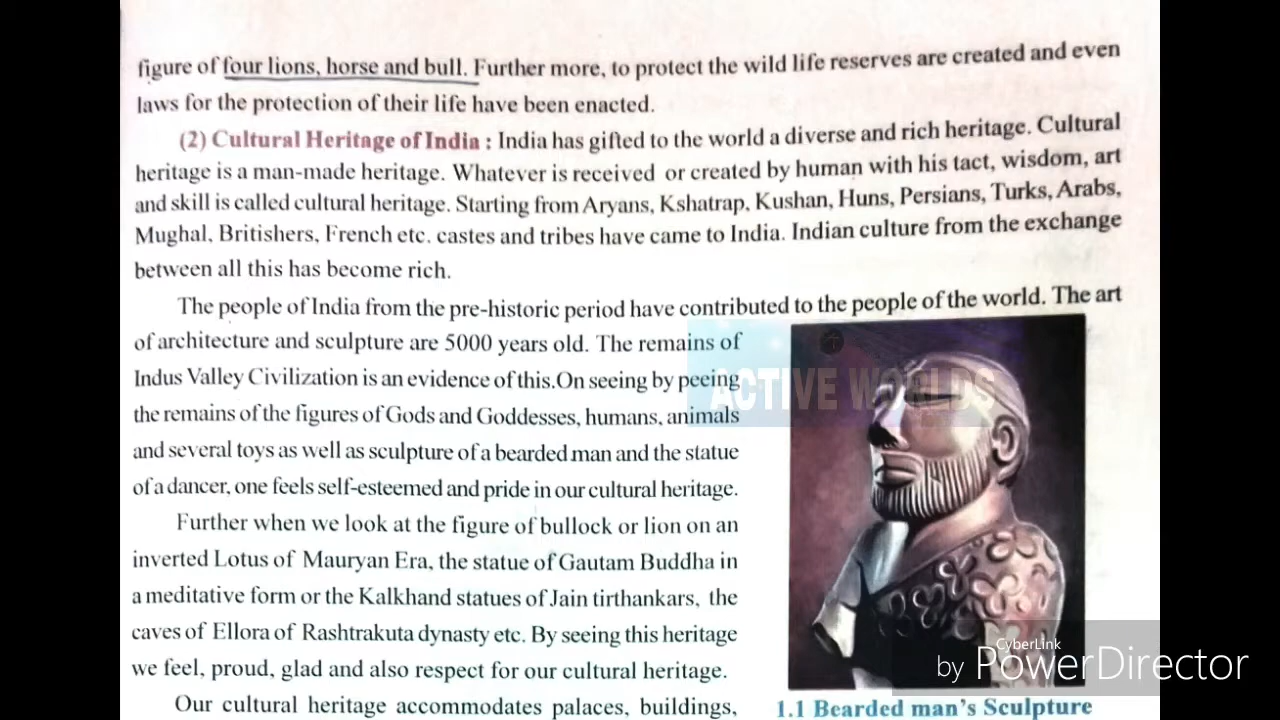 figure of four lions, horse and bull. Further more, to protect the wild life reserves are created and even
laws for the protection of their life have been enacted.
(2) Cultural Heritage of India : India has gifted to the world a diverse and rich heritage. Cultural
heritage is a man-made heritage. Whatever is received or created by human with his tact, wisdom, art
and skill is called cultural heritage. Starting from Aryans, Kshatrap, Kushan, Huns, Persians, Turks, Arabs,
Mughal, Britishers, French etc. castes and tribes have came to India. Indian culture from the exchange
between all this has become rich.
The people of India from the pre-historic period have contributed to the people of the world. The art
of architecture and sculpture are 5000 years old. The remains of
Indus Valley Civilization is an evidence of this.On seeing by peeing
the remains of the figures of Gods and Goddesses, humans, animals
and several toys as well as sculpture of a bearded man and the statue
of a dancer, one feels self-esteemed and pride in our cultural heritage.
Further when we look at the figure of bullock or lion on an
inverted Lotus of Mauryan Era, the statue of Gautam Buddha in
a meditative form or the Kalkhand statues of Jain tirthankars, the
caves of Ellora of Rashtrakuta dynasty etc. By seeing this heritage
we feel, proud, glad and also respect for our cultural heritage.
Our cultural heritage accommodates palaces, buildings,
ACTIVE WORLDS
CyberLink
by PowerDirector
1.1 Bearded man's Sculpture